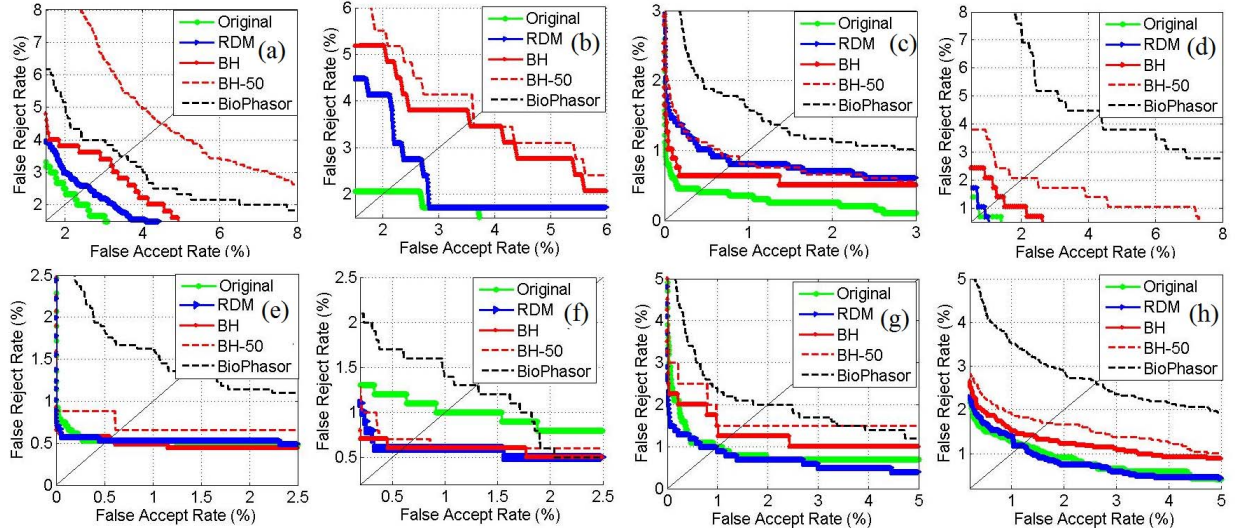 8
7
6
5
4
3
2
False Reject Rate (%)
(a)
Original
RDM
BH
BH-50
BioPhasor
2
4
6
8
False Accept Rate (%)
6
5
4
3
2
False Reject Rate (%)
(b)
Original
RDM
BH
BH-50
BioPhasor
2
3
4
5
6
False Accept Rate (%)
3
2
1
0
False Reject Rate (%)
(c)
Original
RDM
BH
BH-50
BioPhasor
0
1
2
3
False Accept Rate (%)
8
7
6
5
4
3
2
1
False Reject Rate (%)
(d)
Original
RDM
BH
BH-50
BioPhasor
2
4
6
8
False Accept Rate (%)
2.5
2
1.5
1
0.5
0
False Reject Rate (%)
(e)
Original
RDM
BH
BH-50
BioPhasor
0
0.5
1
1.5
2
2.5
False Accept Rate (%)
2.5
2
1.5
1
0.5
False Reject Rate (%)
(f)
Original
RDM
BH
BH-50
BioPhasor
0.5
1
1.5
2
2.5
False Accept Rate (%)
5
4
3
2
1
0
False Reject Rate (%)
(g)
Original
RDM
BH
BH-50
BioPhasor
0
1
2
3
4
5
False Accept Rate (%)
5
4
3
2
1
False Reject Rate (%)
(h)
Original
RDM
BH
BH-50
BioPhasor
1
2
3
4
5
False Accept Rate (%)